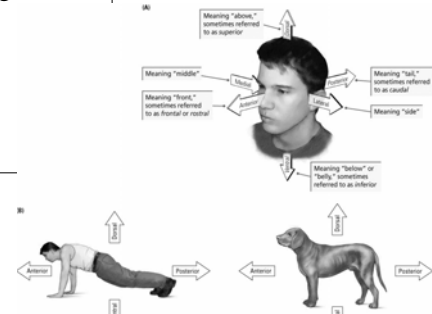 (A)
Meaning "above,"
sometimes referred
to as superior
Dorsal
Meaning "middle"
Medial
Posterior
Meaning "tail,"
sometimes referred
to as caudal
Meaning "front,"
sometimes referred
to as frontal or rostral
Anterior
Lateral
Meaning "side"
Ventral
Meaning "below" or
"belly," sometimes
referred to as inferior
(B)
Dorsal
Anterior
Posterior
Dorsal
Anterior
Posterior